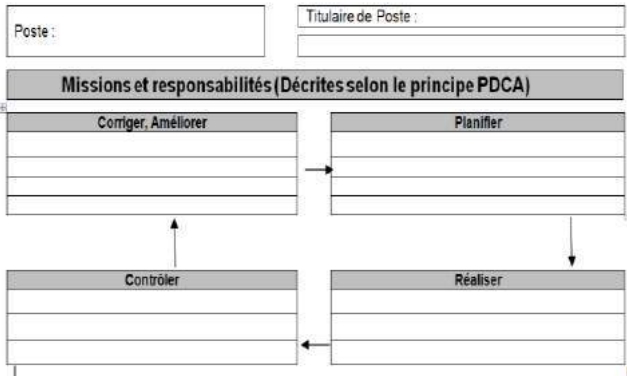 Poste :
Titulaire de Poste :
Missions et responsabilités (Décrites selon le principe PDCA)
Corriger, Améliorer
Planifier
Contrôler
Réaliser